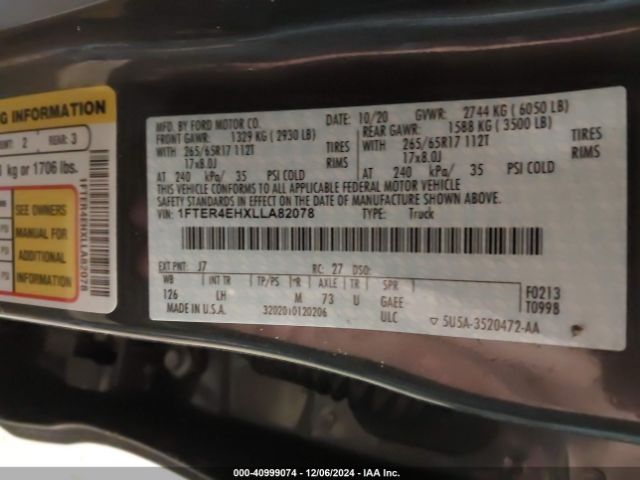 G INFORMATION
FRONT 2 REAR: 3
kg or 1706 lbs.
SEE OWNERS
MANUAL FOR
ADDITIONAL
INFORMATION
PSI
PSI
PSI
1FTER4EHXLLA82078
MFD. BY FORD MOTOR CO. DATE: 10/20 GVWR: 2744 KG ( 6050 LB)
FRONT GAWR: 1329 KG ( 2930 LB) REAR GAWR: 1588 KG ( 3500 LB)
WITH 265/65R17 112T TIRES WITH 265/65R17 112T TIRES
17x8.0J RIMS 17x8.0J RIMS
AT 240 kPa/ 35 PSI COLD AT 240 kPa/ 35 PSI COLD
THIS VEHICLE CONFORMS TO ALL APPLICABLE FEDERAL MOTOR VEHICLE
SAFETY STANDARDS IN EFFECT ON THE DATE OF MANUFACTURE SHOWN ABOVE.
VIN: 1FTER4EHXLLA82078 TYPE: Truck
EXT PNT: J7 RC: 27 DSO:
WB INT TR TP/PS R AXLE TR SPR
126 LH M 73 U GAEE F0213
MADE IN U.S.A. 3202010120206 ULC T0998
▽ 5U5A-3520472-AA
000-40999074 - 12/06/2024 - IAA Inc.